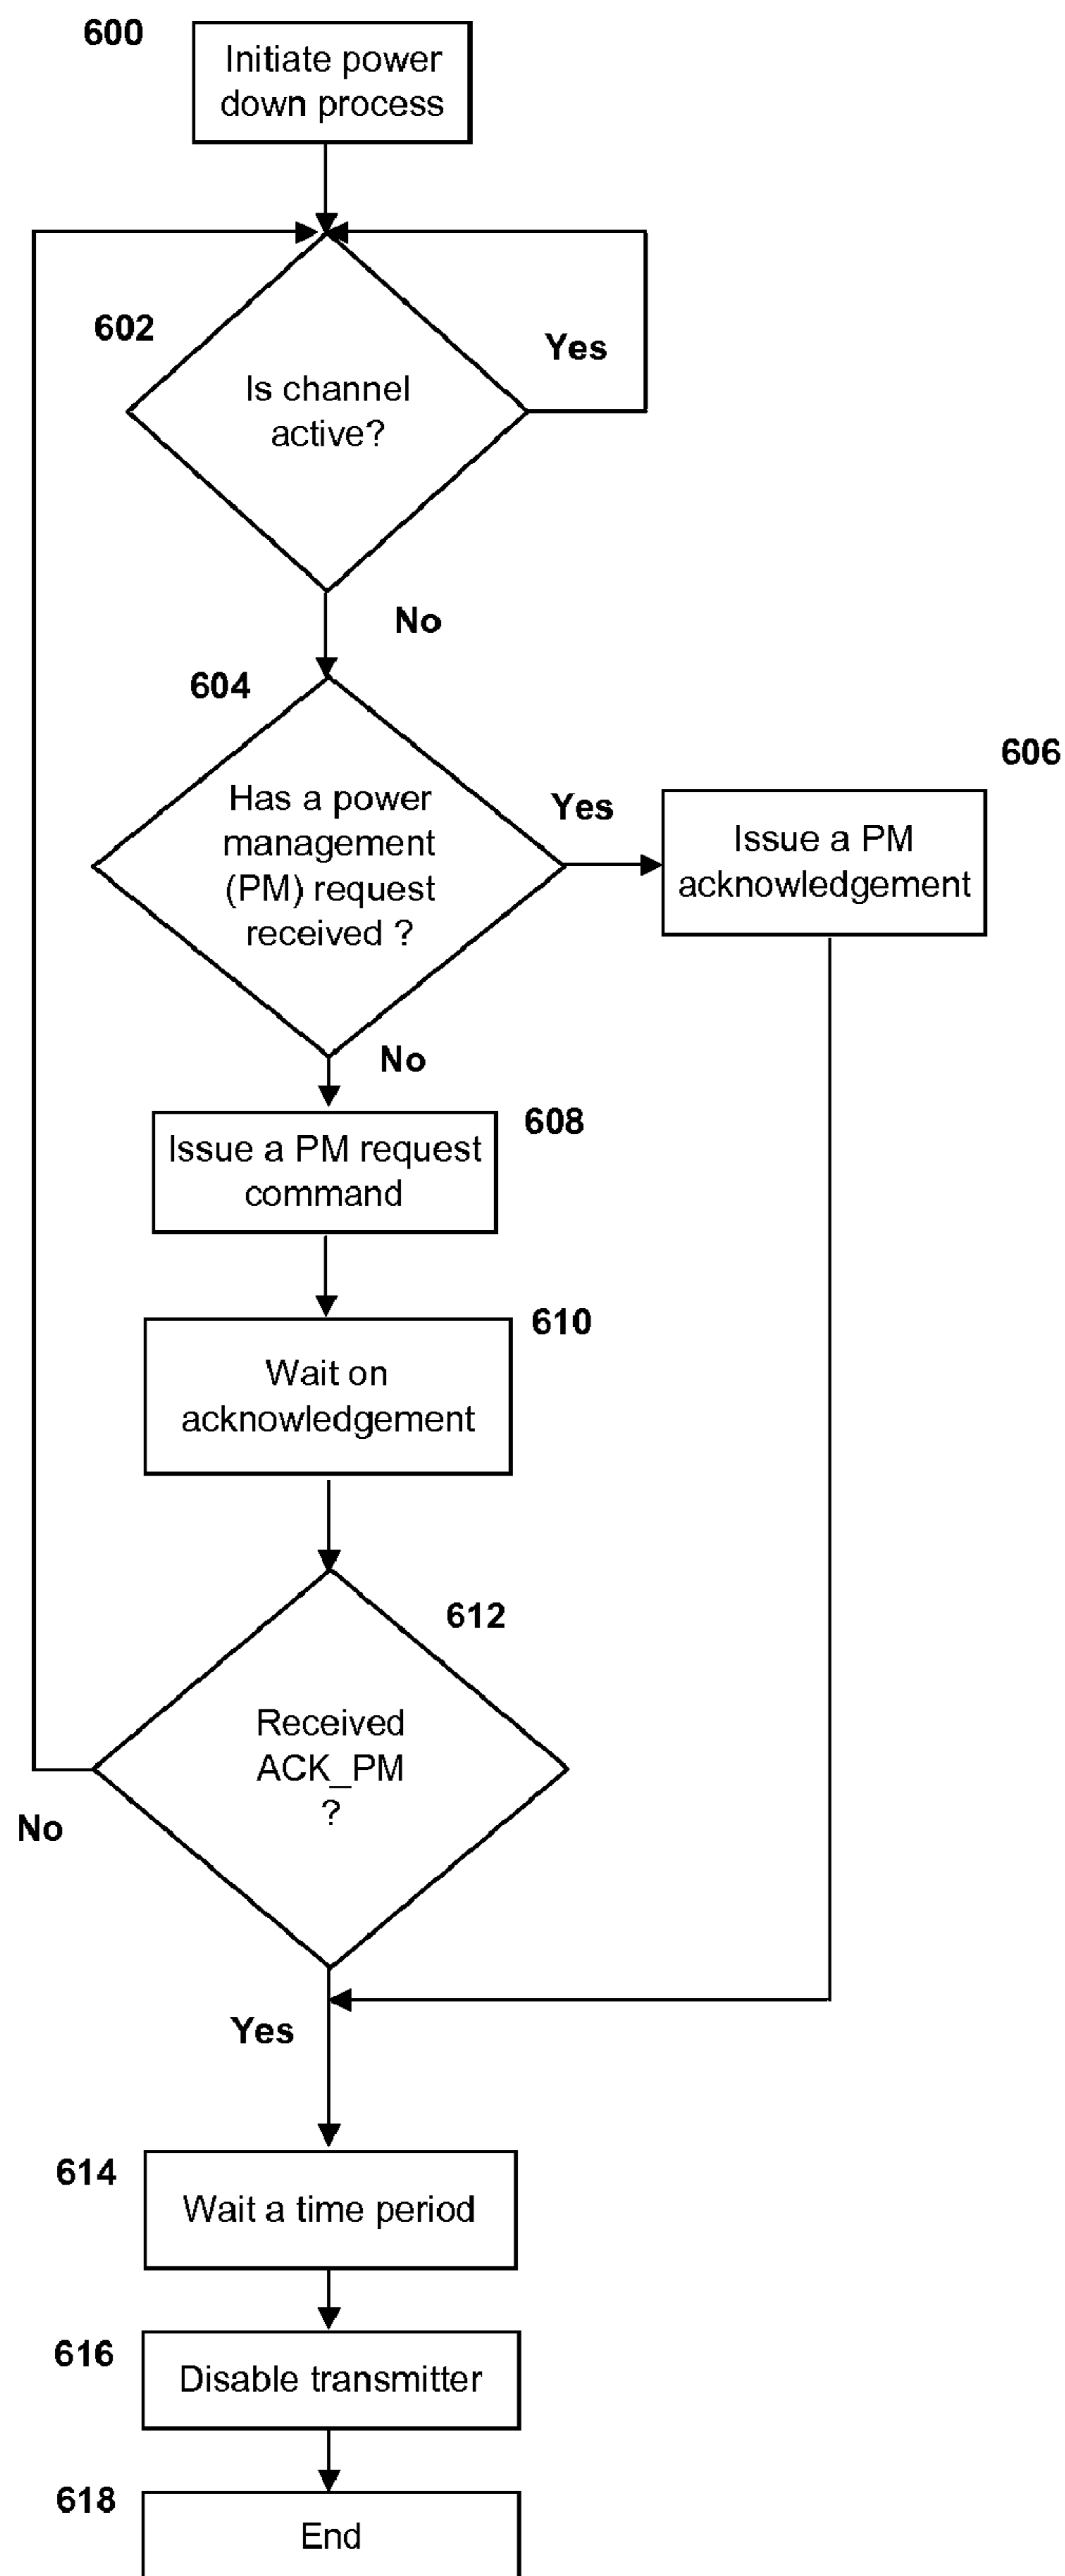 600
Initiate power
down process
602
Is channel
active?
Yes
No
604
Has a power
management
(PM) request
received ?
Yes
606
Issue a PM
acknowledgement
No
608
Issue a PM request
command
610
Wait on
acknowledgement
612
Received
ACK_PM
?
No
Yes
614
Wait a time period
616
Disable transmitter
618
End